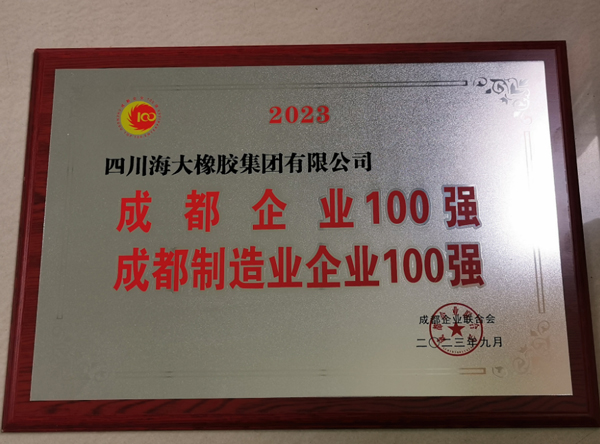 100
2023
四川海大橡胶集团有限公司
成都企业100强
成都制造业企业100强
成都企业联合会
二〇二三年九月